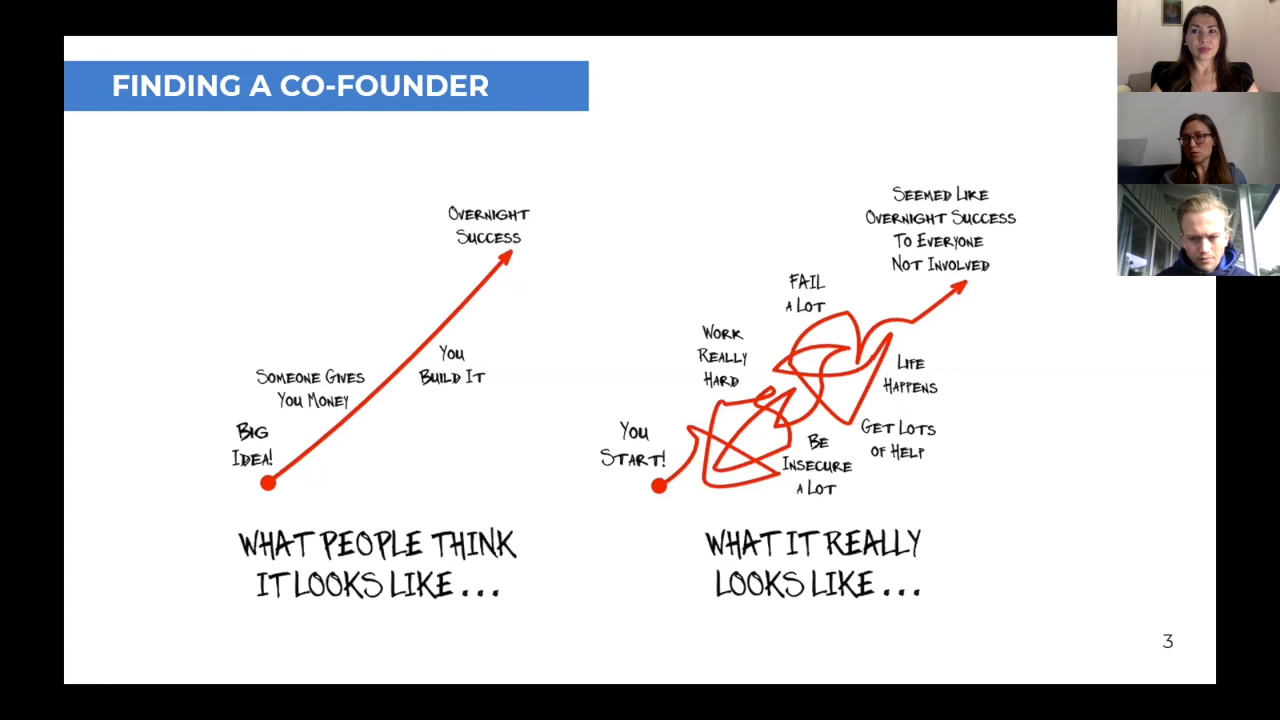 FINDING A CO-FOUNDER
OVERNIGHT
SUCCESS
YOU
BUILD IT
SOMEONE GIVES
YOU MONEY
BIG
IDEA!
WHAT PEOPLE THINK
IT LOOKS LIKE ...
SEEMED LIKE
OVERNIGHT SUCCESS
TO EVERYONE
NOT INVOLVED
FAIL
A LOT
WORK
REALLY
HARD
LIFE
HAPPENS
GET LOTS
OF HELP
YOU
START!
BE
INSECURE
A LOT
WHAT IT REALLY
LOOKS LIKE ...
3